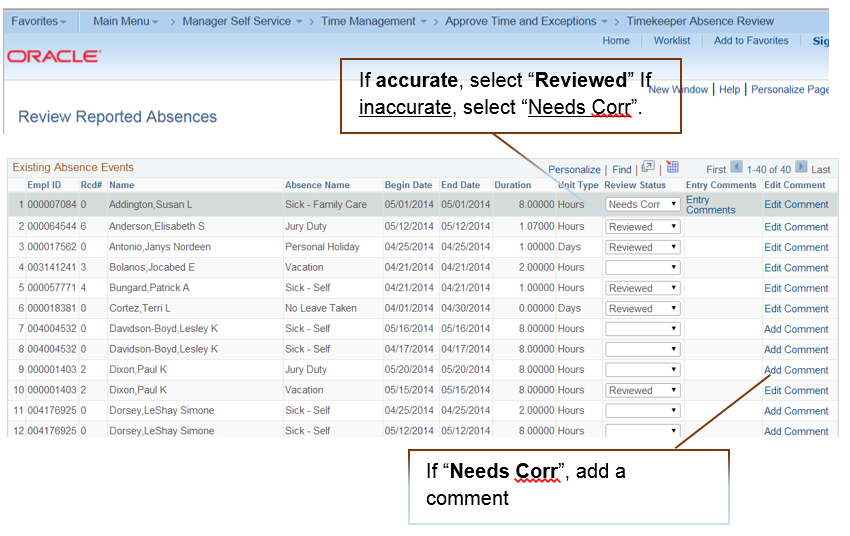 Favorites Main Menu > Manager Self Service > Time Management > Approve Time and Exceptions > Timekeeper Absence Review
Home Worklist Add to Favorites Sig
ORACLE
If accurate, select “Reviewed” If
inaccurate, select “Needs Corr”.
New Window | Help | Personalize Page
Review Reported Absences
Existing Absence Events Personalize | Find | | First 1-40 of 40 Last
Empl ID Rcd# Name Absence Name Begin Date End Date Duration Unit Type Review Status Entry Comments Edit Comment
1 000007084 0 Addington,Susan L Sick - Family Care 05/01/2014 05/01/2014 8.00000 Hours Needs Corr Entry Comments Edit Comment
2 000064544 6 Anderson,Elisabeth S Jury Duty 05/12/2014 05/12/2014 1.07000 Hours Reviewed Edit Comment
3 000017562 0 Antonio,Janys Nordeen Personal Holiday 04/25/2014 04/25/2014 1.00000 Days Reviewed Edit Comment
4 003141241 3 Bolanos,Jocabed E Vacation 04/21/2014 04/21/2014 2.00000 Hours Edit Comment
5 000057771 4 Bungard,Patrick A Sick - Self 04/21/2014 04/21/2014 1.00000 Hours Reviewed Edit Comment
6 000018381 0 Cortez,Terri L No Leave Taken 04/01/2014 04/30/2014 0.00000 Days Reviewed Edit Comment
7 004004532 0 Davidson-Boyd,Lesley K Sick - Self 05/16/2014 05/16/2014 8.00000 Hours Add Comment
8 004004532 0 Davidson-Boyd,Lesley K Sick - Self 04/17/2014 04/17/2014 8.00000 Hours Add Comment
9 000001403 2 Dixon,Paul K Jury Duty 05/20/2014 05/20/2014 8.00000 Hours Add Comment
10 000001403 2 Dixon,Paul K Vacation 05/15/2014 05/15/2014 8.00000 Hours Reviewed Edit Comment
11 004176925 0 Dorsey,LeShay Simone Sick - Self 04/25/2014 04/25/2014 2.00000 Hours Add Comment
12 004176925 0 Dorsey,LeShay Simone Sick - Self 05/12/2014 05/12/2014 8.00000 Hours Add Comment
If “Needs Corr”, add a
comment